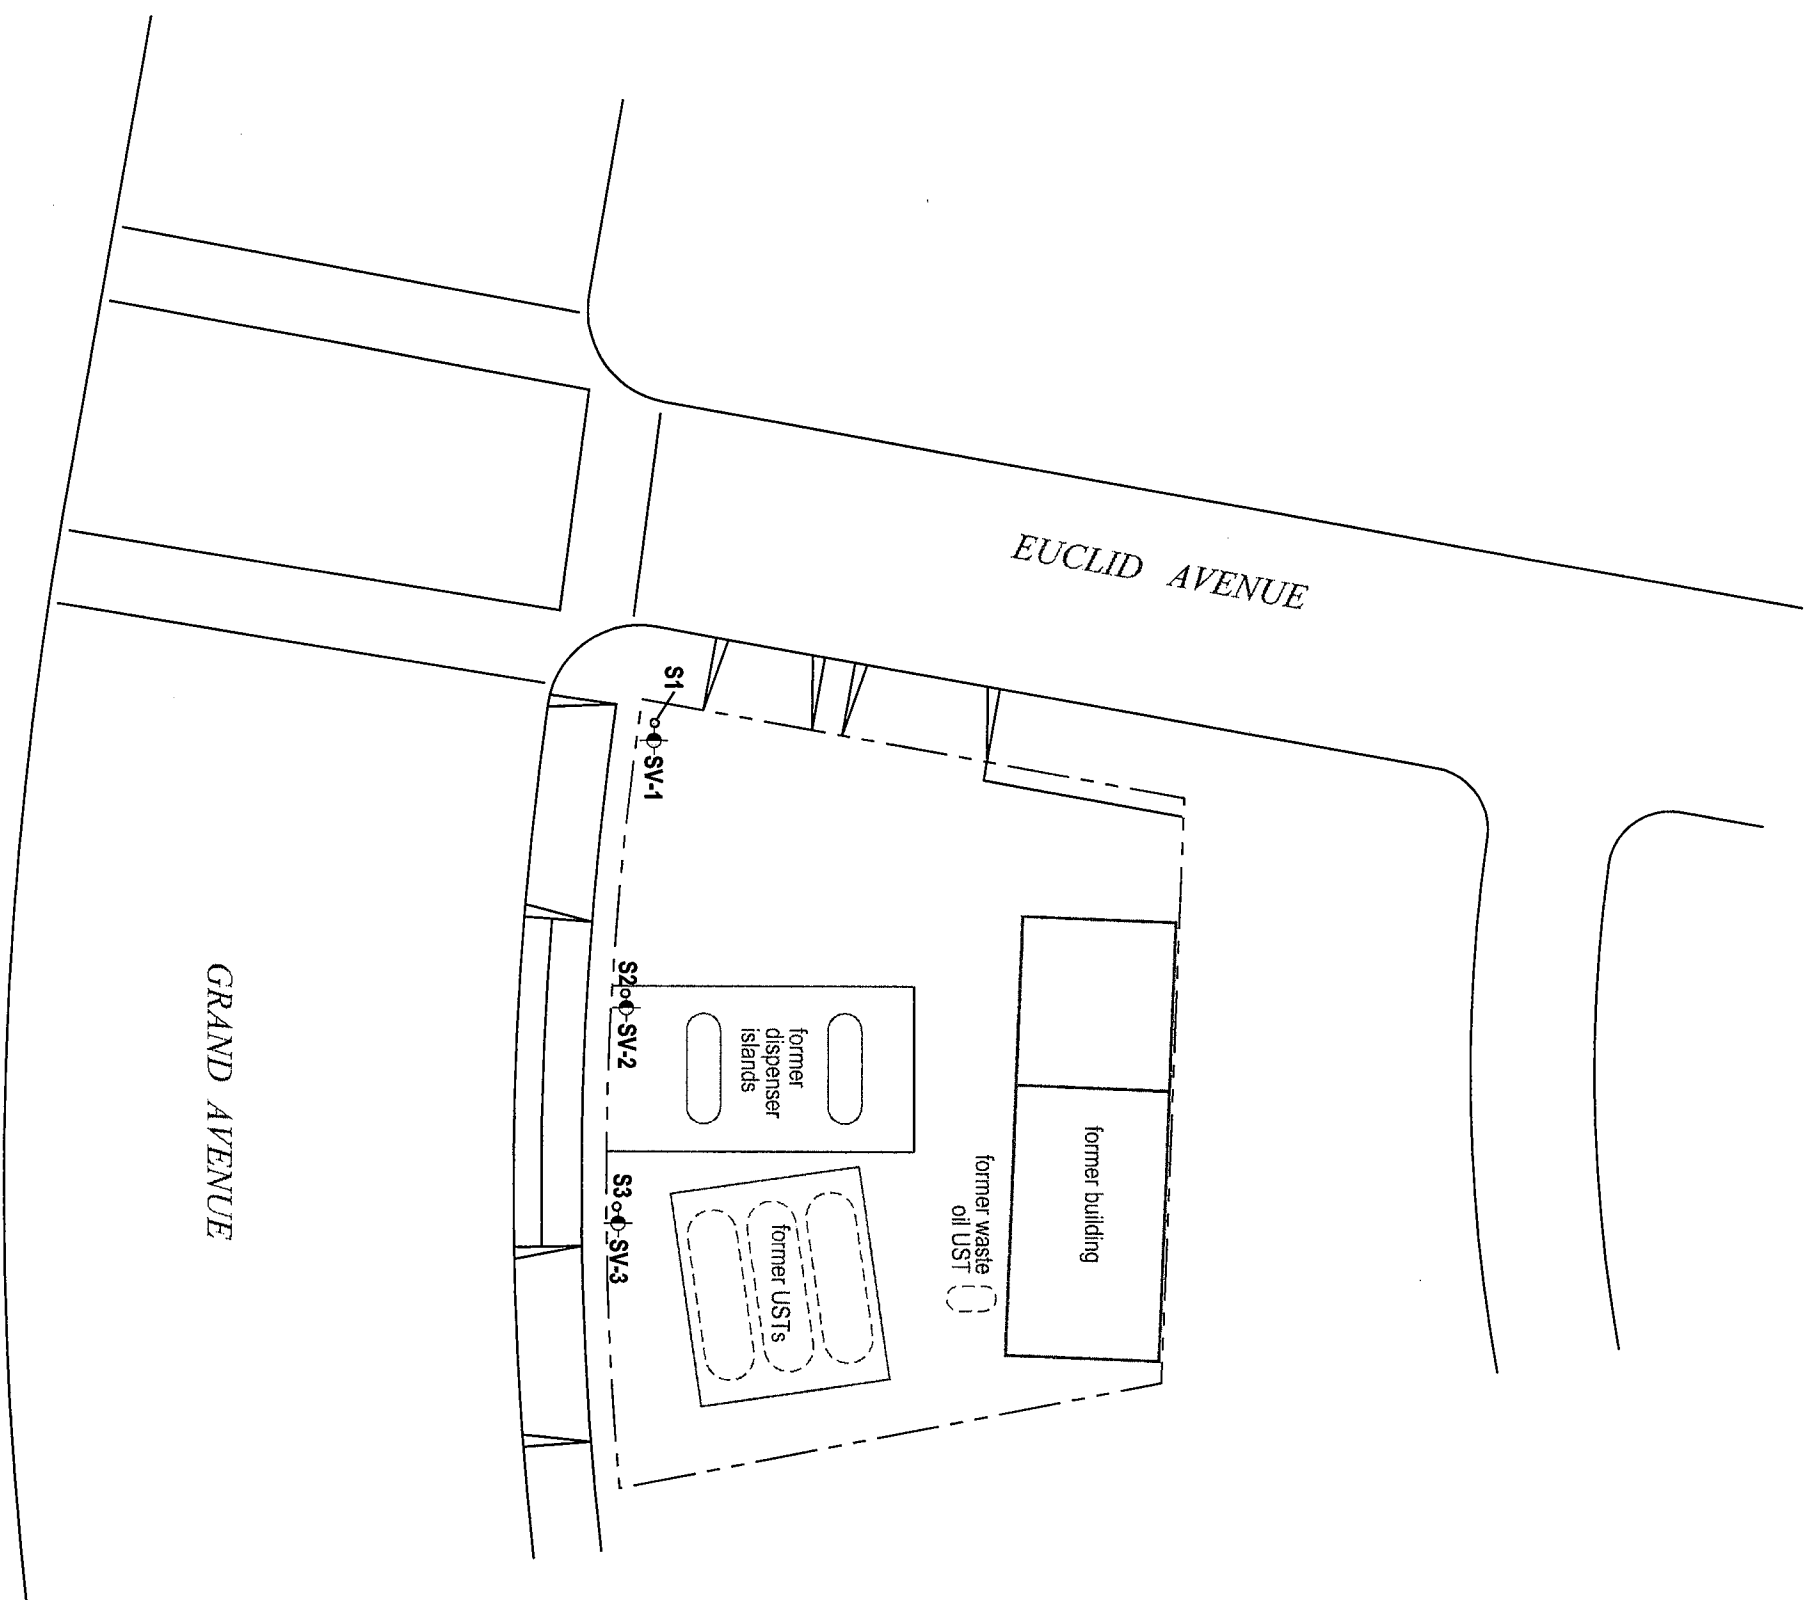 EUCLID AVENUE
S1
SV-1
S2
SV-2
former
dispenser
islands
S3
SV-3
former USTs
former waste
oil UST
former building
GRAND AVENUE